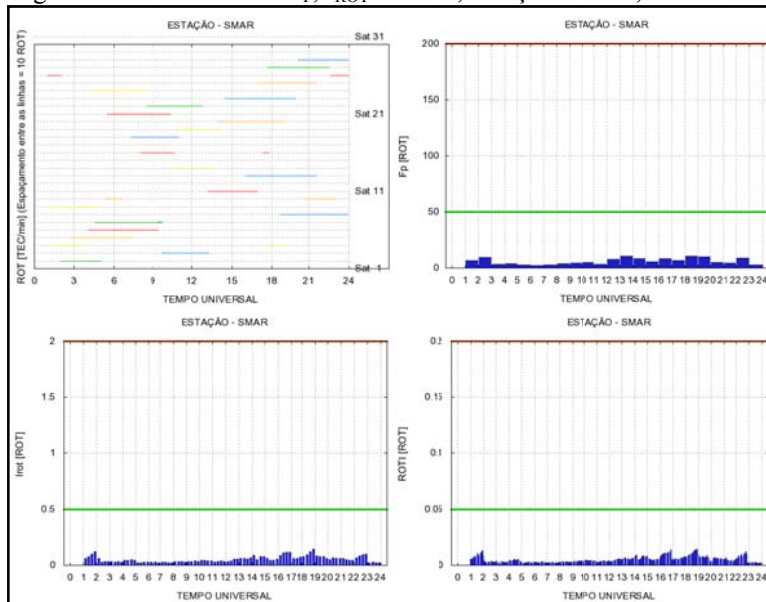 ESTAÇÃO - SMAR
Sat 31
Sat 21
Sat 11
Sat 1
ROT [TEC/min] (Espaçamento entre as linhas = 10 ROT)
0 3 6 9 12 15 18 21 24
TEMPO UNIVERSAL
ESTAÇÃO - SMAR
200
150
100
50
0
Fp [ROT]
0 1 2 3 4 5 6 7 8 9 10 11 12 13 14 15 16 17 18 19 20 21 22 23 24
TEMPO UNIVERSAL
ESTAÇÃO - SMAR
2
1.5
1
0.5
0
Irot [ROT]
0 1 2 3 4 5 6 7 8 9 10 11 12 13 14 15 16 17 18 19 20 21 22 23 24
TEMPO UNIVERSAL
ESTAÇÃO - SMAR
0.2
0.15
0.1
0.05
0
ROTI [ROT]
0 1 2 3 4 5 6 7 8 9 10 11 12 13 14 15 16 17 18 19 20 21 22 23 24
TEMPO UNIVERSAL